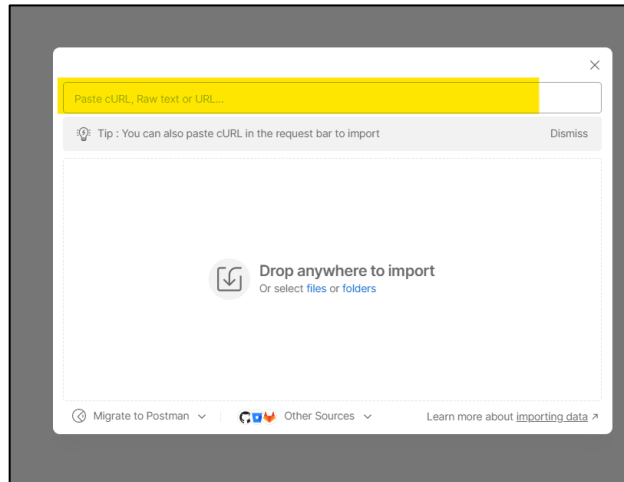 Paste cURL, Raw text or URL...
Tip : You can also paste cURL in the request bar to import Dismiss
Drop anywhere to import
Or select files or folders
Migrate to Postman Other Sources Learn more about importing data ↗